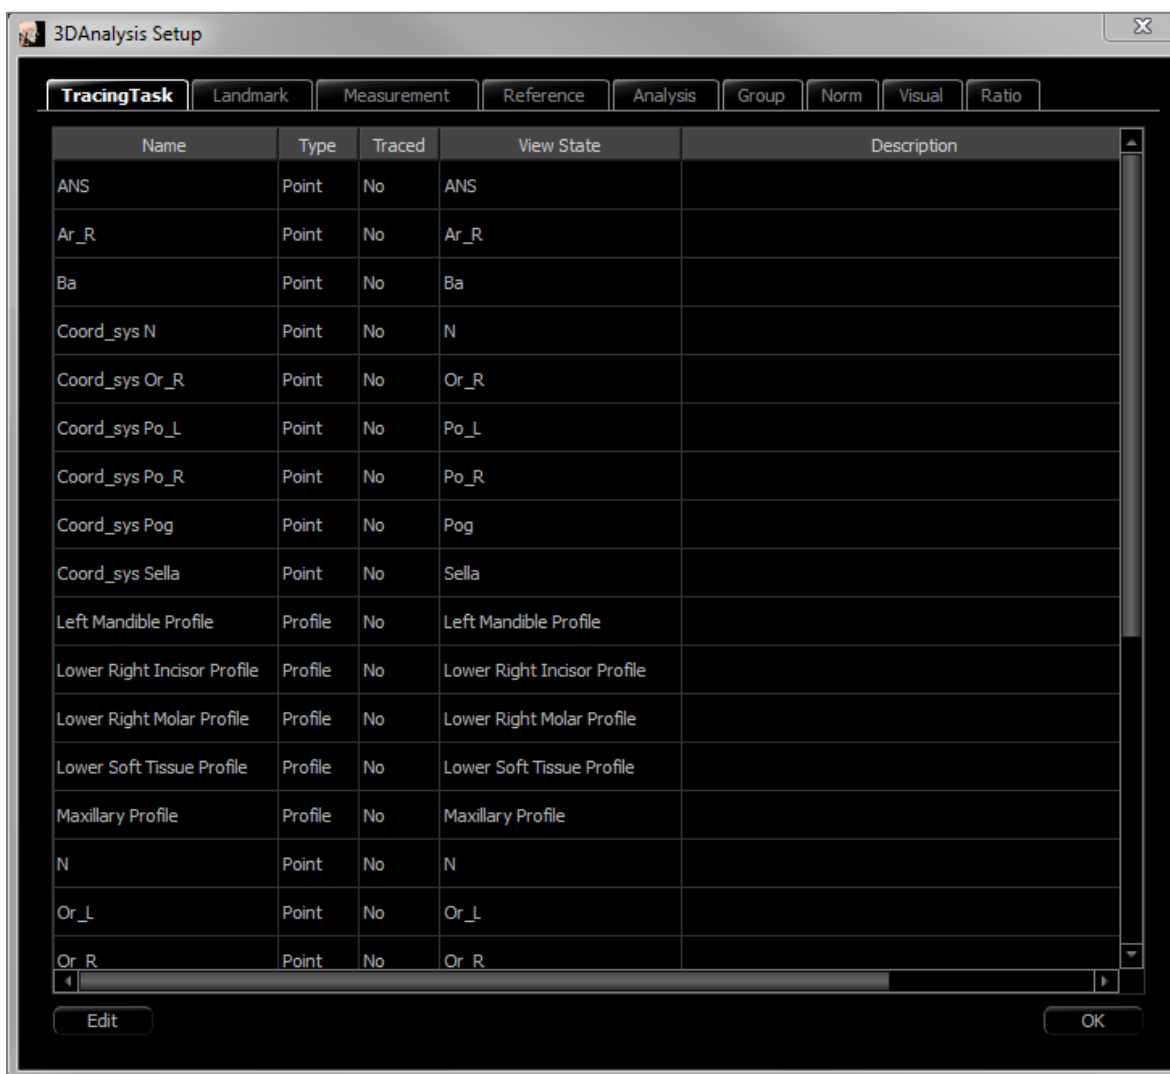 3DAnalysis Setup
TracingTask Landmark Measurement Reference Analysis Group Norm Visual Ratio
Name Type Traced View State Description
ANS Point No ANS
Ar_R Point No Ar_R
Ba Point No Ba
Coord_sys N Point No N
Coord_sys Or_R Point No Or_R
Coord_sys Po_L Point No Po_L
Coord_sys Po_R Point No Po_R
Coord_sys Pog Point No Pog
Coord_sys Sella Point No Sella
Left Mandible Profile Profile No Left Mandible Profile
Lower Right Incisor Profile Profile No Lower Right Incisor Profile
Lower Right Molar Profile Profile No Lower Right Molar Profile
Lower Soft Tissue Profile Profile No Lower Soft Tissue Profile
Maxillary Profile Profile No Maxillary Profile
N Point No N
Or_L Point No Or_L
Or_R Point No Or_R
Edit OK